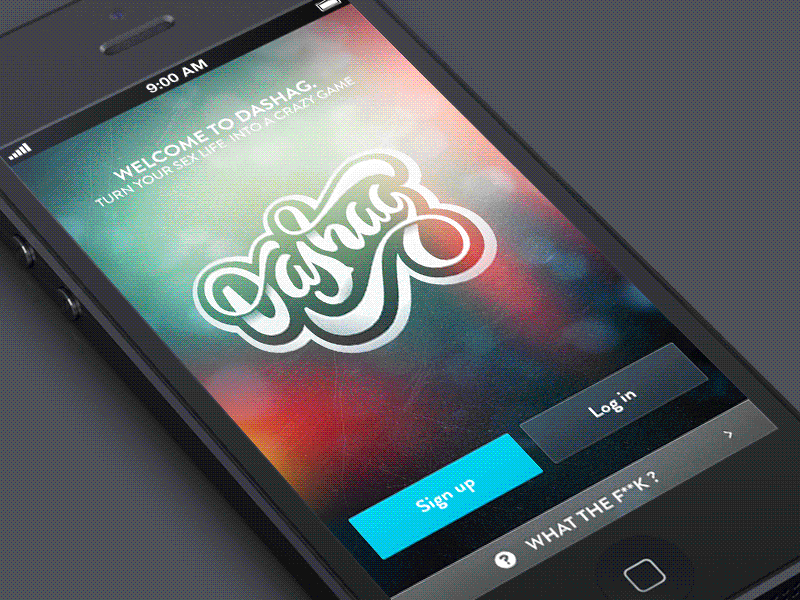 9:00 AM
WELCOME TO DASHAG.
TURN YOUR SEX LIFE INTO A CRAZY GAME
Dashag
Log in
Sign up
? WHAT THE F**K ?